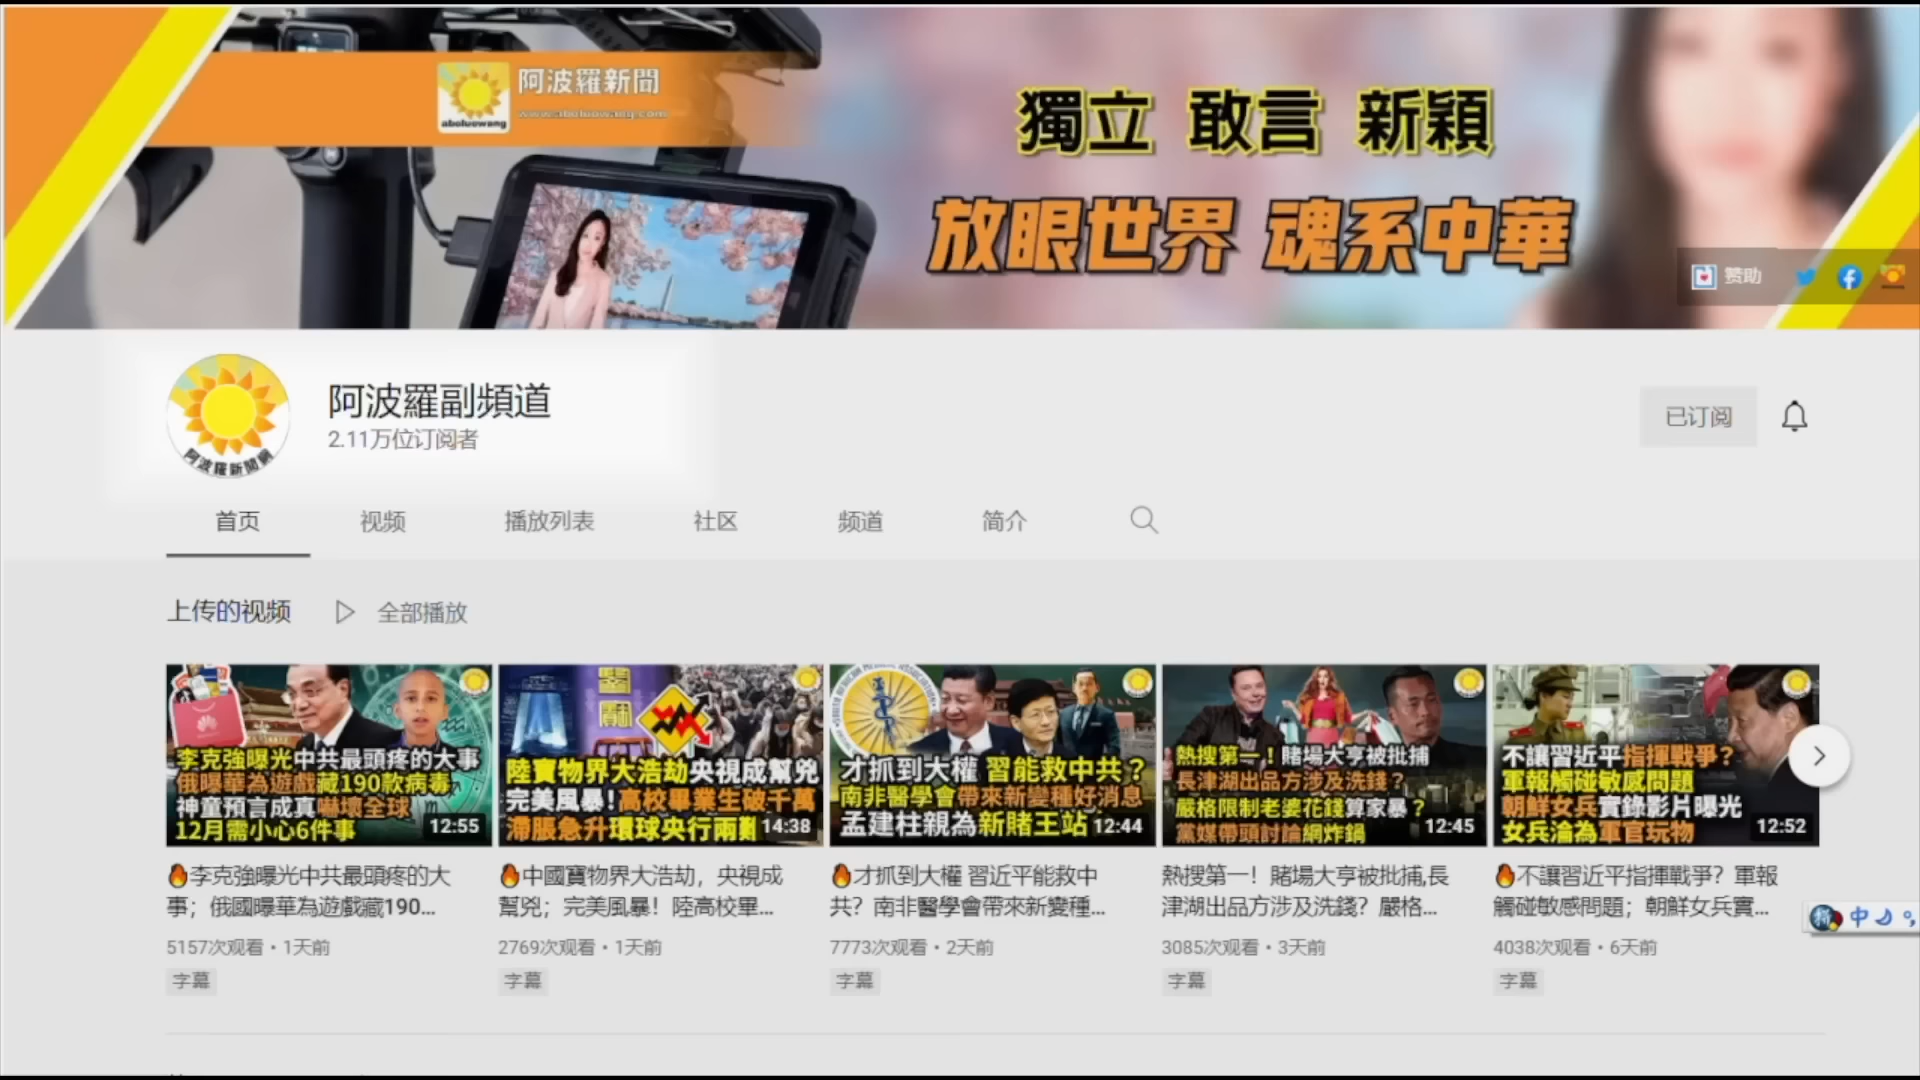 阿波羅新聞
www.aboluowang.com
aboluowang
獨立 敢言 新穎
放眼世界 魂系中華
赞助
阿波羅新聞網
阿波羅副頻道
2.11万位订阅者
已订阅
首页
视频
播放列表
社区
频道
简介
上传的视频
全部播放
李克強曝光中共最頭疼的大事
俄曝華為遊戲藏190款病毒
神童預言成真嚇壞全球
12月需小心6件事
12:55
陸寶物界大浩劫央視成幫兇
完美風暴!高校畢業生破千萬
滯脹急升環球央行兩難
14:38
才抓到大權 習能救中共?
南非醫學會帶來新變種好消息
孟建柱親為新賭王站
12:44
熱搜第一!賭場大亨被批捕
長津湖出品方涉及洗錢?
嚴格限制老婆花錢算家暴?
黨媒帶頭討論網炸鍋
12:45
不讓習近平指揮戰爭?
軍報觸碰敏感問題
朝鮮女兵實錄影片曝光
女兵淪為軍官玩物
12:52
🔥李克強曝光中共最頭疼的大
事；俄國曝華為遊戲藏190...
5157次观看・1天前
字幕
🔥中國寶物界大浩劫，央視成
幫兇；完美風暴！陸高校畢...
2769次观看・1天前
字幕
🔥才抓到大權 習近平能救中
共？南非醫學會帶來新變種...
7773次观看・2天前
字幕
熱搜第一！賭場大亨被批捕,長
津湖出品方涉及洗錢？嚴格...
3085次观看・3天前
字幕
🔥不讓習近平指揮戰爭？軍報
觸碰敏感問題；朝鮮女兵實...
4038次观看・6天前
字幕
中